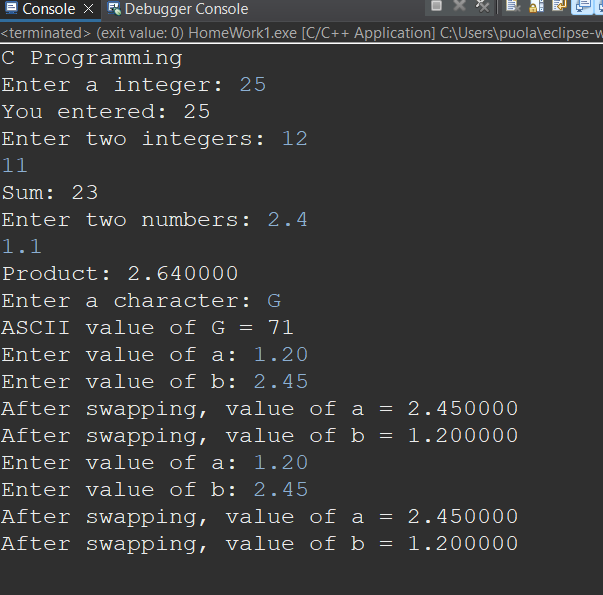 Console Debugger Console
<terminated> (exit value: 0) HomeWork1.exe [C/C++ Application] C:\Users\puola\eclipse-w
C Programming
Enter a integer: 25
You entered: 25
Enter two integers: 12
11
Sum: 23
Enter two numbers: 2.4
1.1
Product: 2.640000
Enter a character: G
ASCII value of G = 71
Enter value of a: 1.20
Enter value of b: 2.45
After swapping, value of a = 2.450000
After swapping, value of b = 1.200000
Enter value of a: 1.20
Enter value of b: 2.45
After swapping, value of a = 2.450000
After swapping, value of b = 1.200000